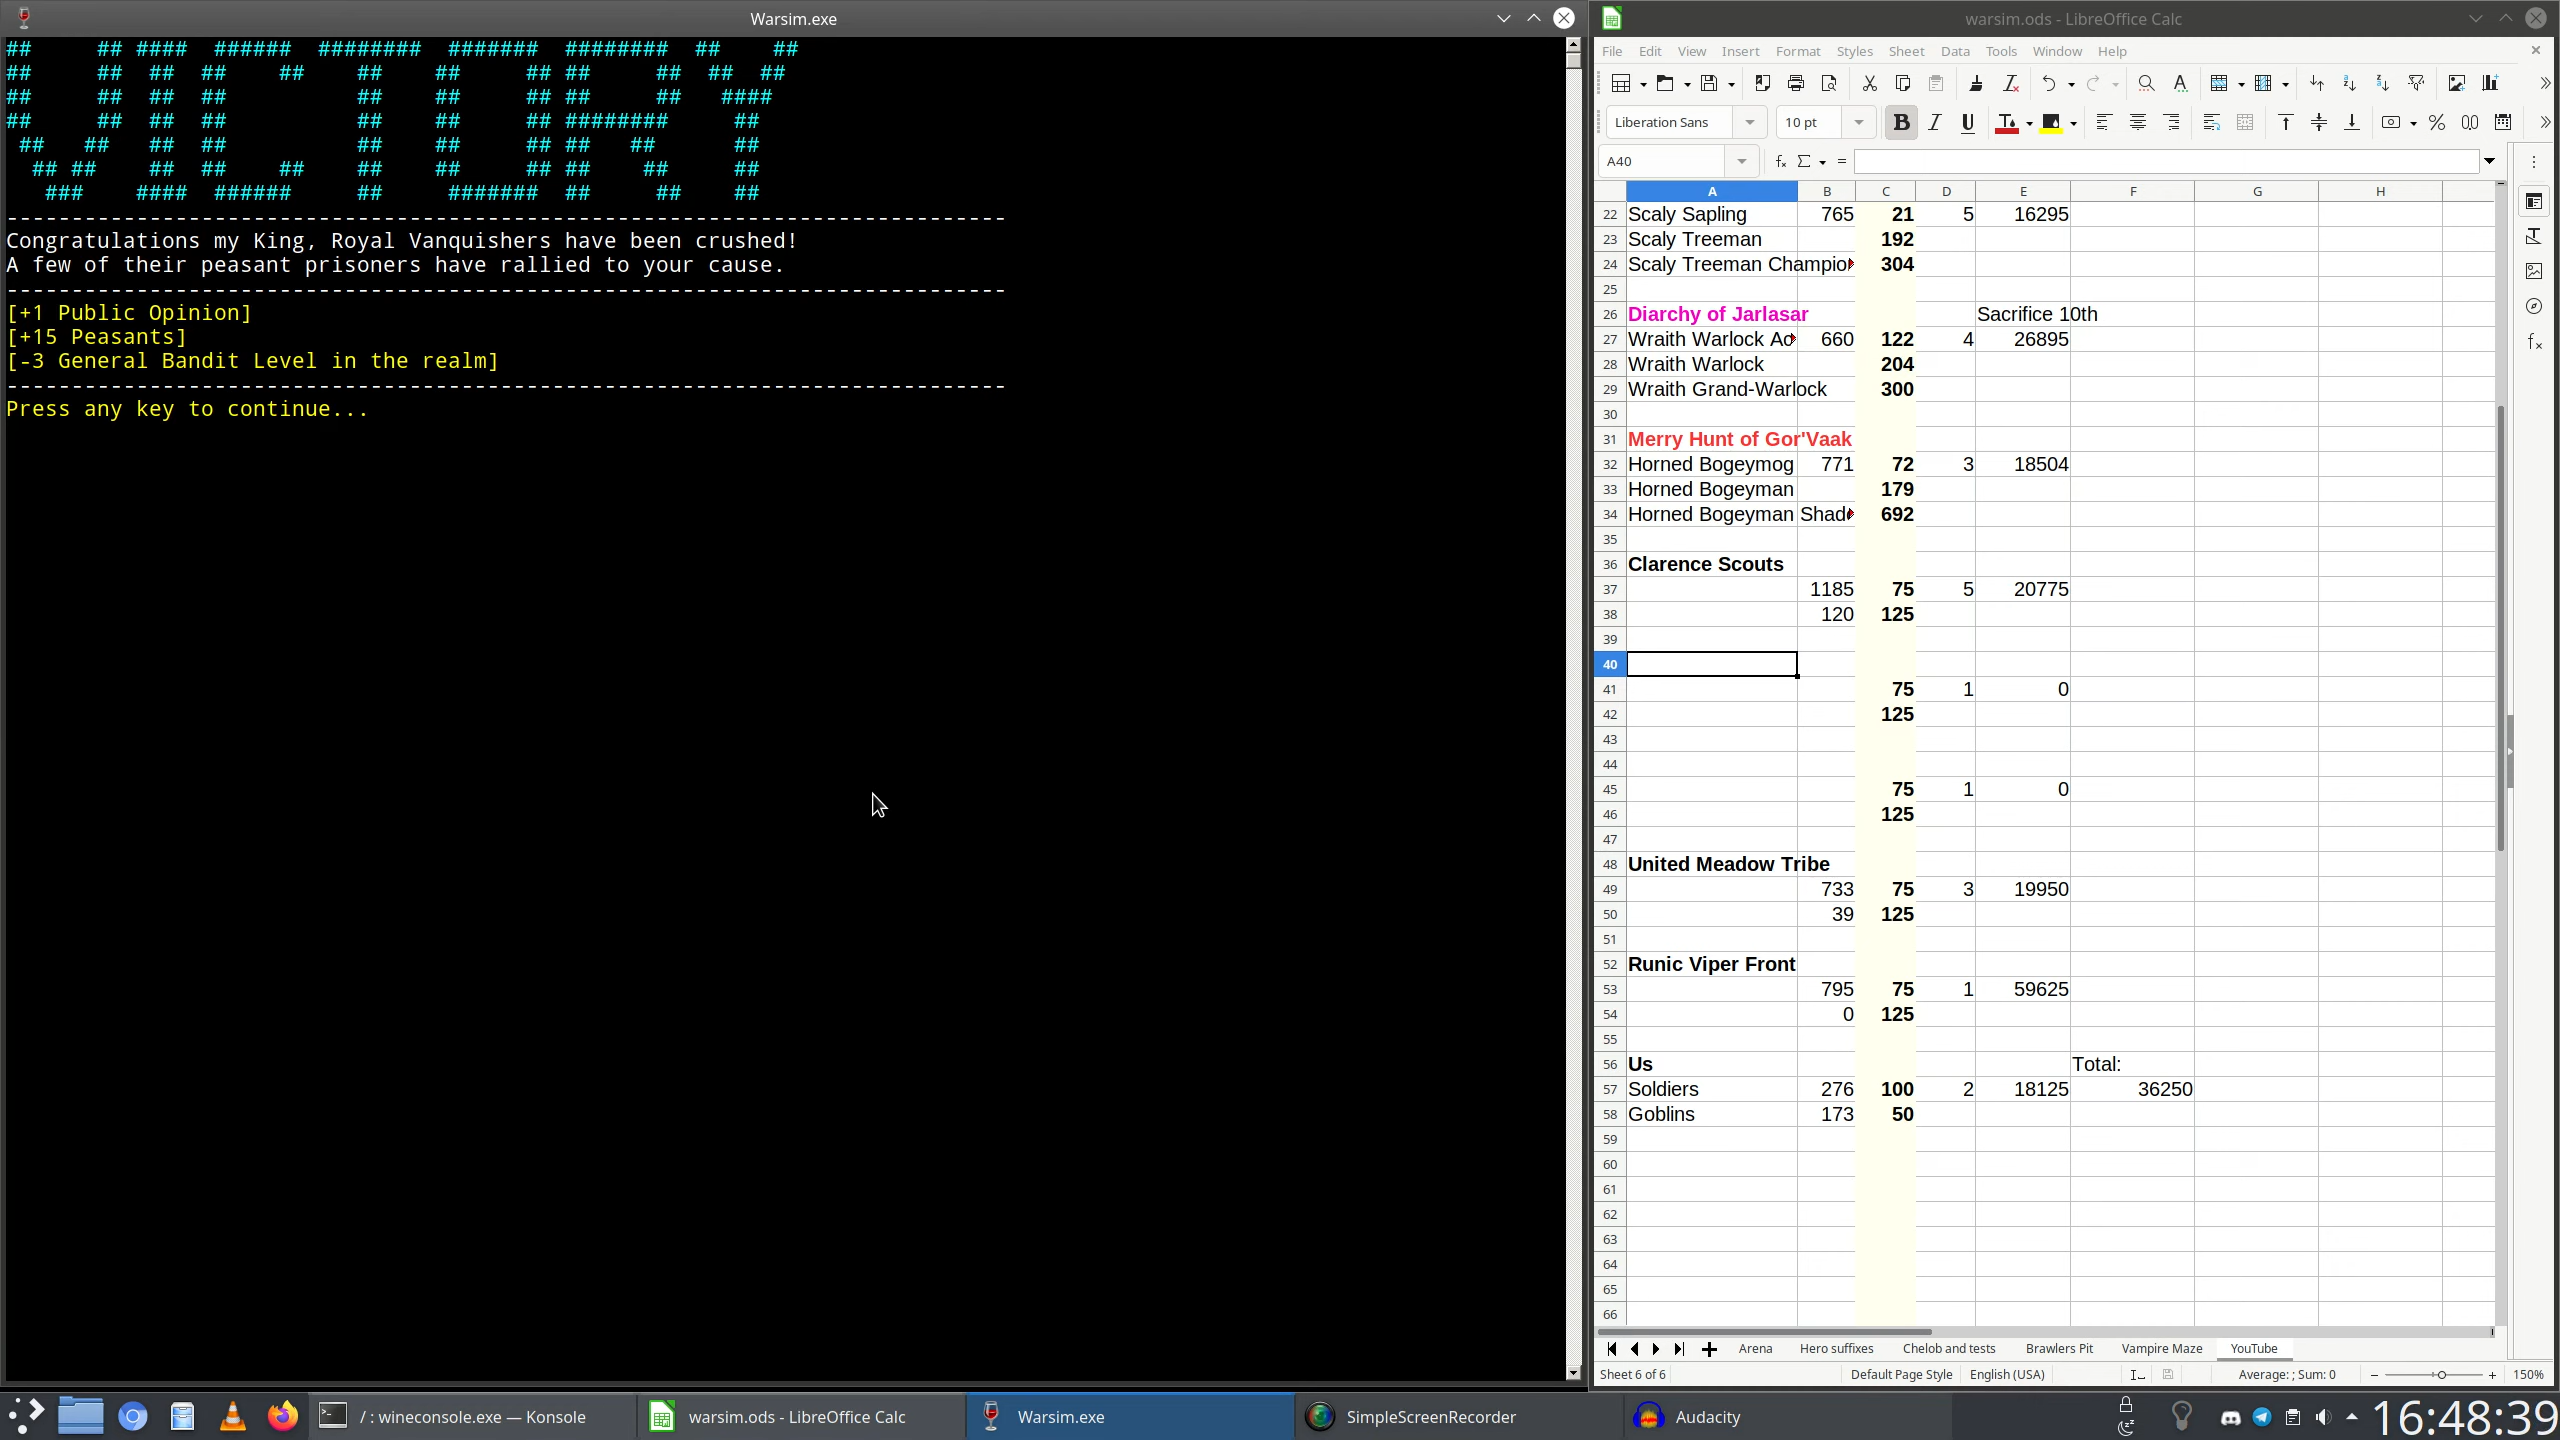 Warsim.exe
VICTORY
Congratulations my King, Royal Vanquishers have been crushed!
A few of their peasant prisoners have rallied to your cause.
[+1 Public Opinion]
[+15 Peasants]
[-3 General Bandit Level in the realm]
Press any key to continue...
warsim.ods - LibreOffice Calc
File Edit View Insert Format Styles Sheet Data Tools Window Help
Liberation Sans 10 pt
A40
A B C D E F G H
22 Scaly Sapling 765 21 5 16295
23 Scaly Treeman 192
24 Scaly Treeman Champio 304
25
26 Diarchy of Jarlasar Sacrifice 10th
27 Wraith Warlock Ac 660 122 4 26895
28 Wraith Warlock 204
29 Wraith Grand-Warlock 300
30
31 Merry Hunt of Gor'Vaak
32 Horned Bogeymog 771 72 3 18504
33 Horned Bogeyman 179
34 Horned Bogeyman Shad 692
35
36 Clarence Scouts
37 1185 75 5 20775
38 120 125
39
40
41 75 1 0
42 125
43
44
45 75 1 0
46 125
47
48 United Meadow Tribe
49 733 75 3 19950
50 39 125
51
52 Runic Viper Front
53 795 75 1 59625
54 0 125
55
56 Us Total:
57 Soldiers 276 100 2 18125 36250
58 Goblins 173 50
59
60
61
62
63
64
65
66
Arena Hero suffixes Chelob and tests Brawlers Pit Vampire Maze YouTube
Sheet 6 of 6 Default Page Style English (USA) Average: ; Sum: 0 150%
/ : wineconsole.exe — Konsole warsim.ods - LibreOffice Calc Warsim.exe SimpleScreenRecorder Audacity 16:48:39